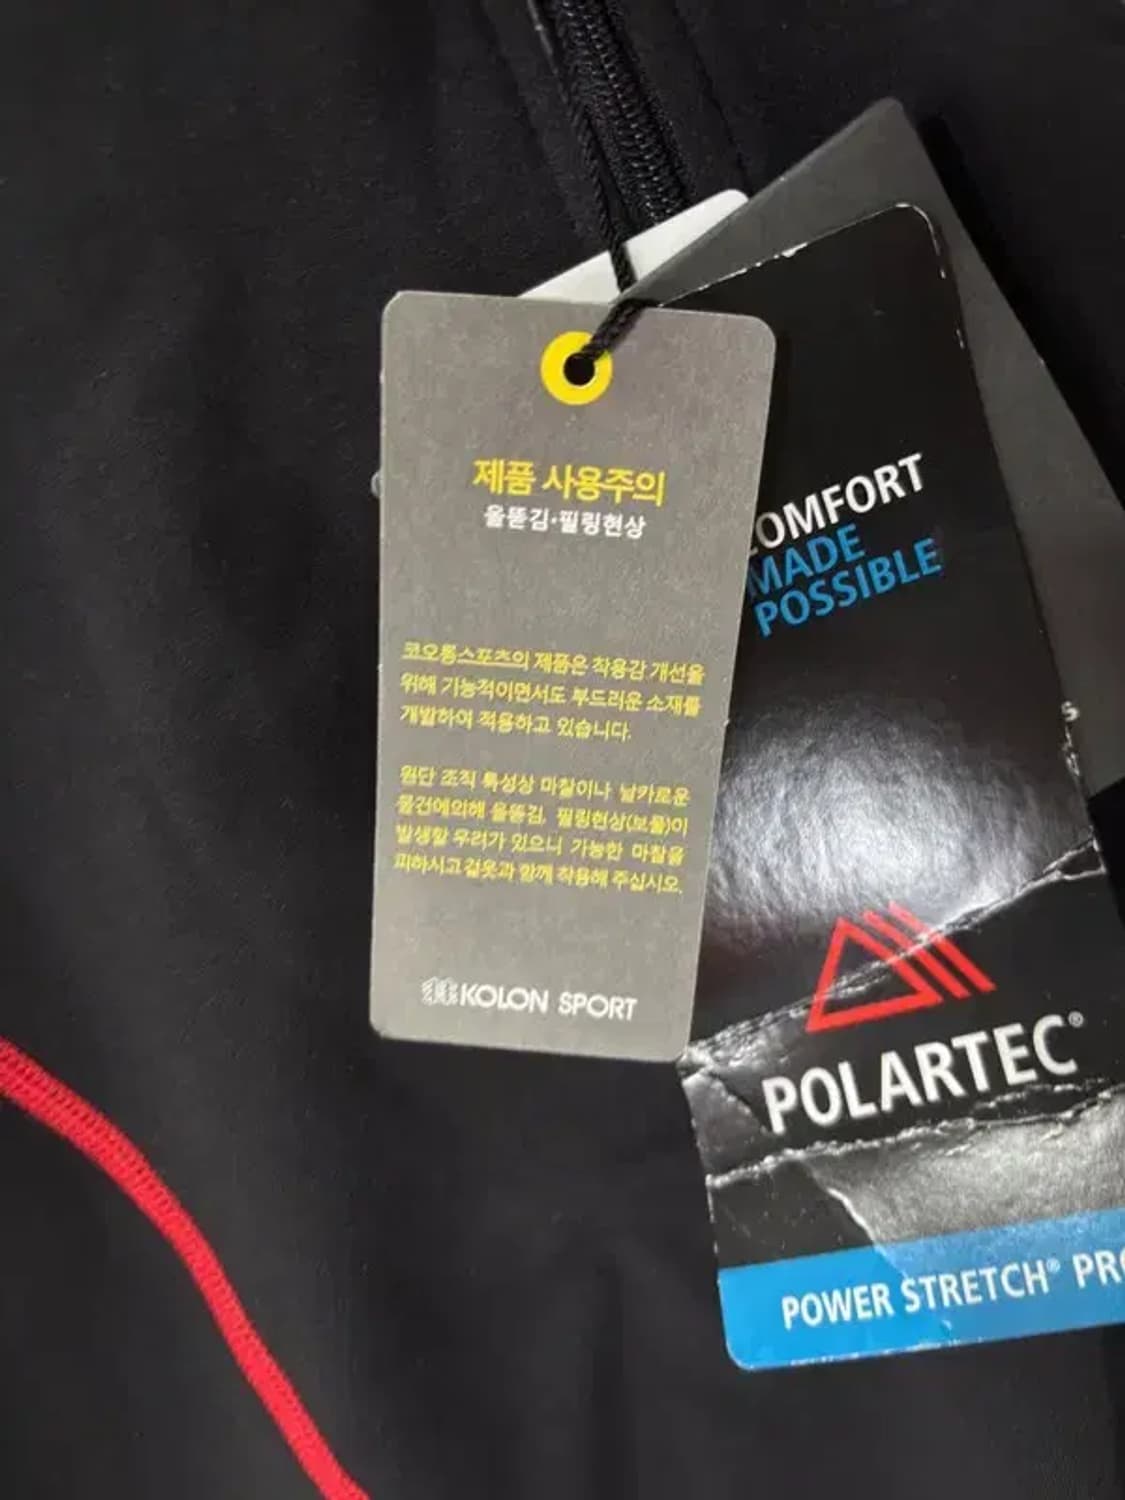 제품 사용주의
올뜯김·필링현상
코오롱스포츠의 제품은 착용감 개선을
위해 기능적이면서도 부드러운 소재를
개발하여 적용하고 있습니다.
원단 조직 특성상 마찰이나 날카로운
물건에의해 올뜯김, 필링현상(보풀)이
발생할 우려가 있으니 가능한 마찰을
피하시고 겉옷과 함께 착용해 주십시오.
KOLON SPORT
COMFORT
MADE
POSSIBLE
POLARTEC®
POWER STRETCH®